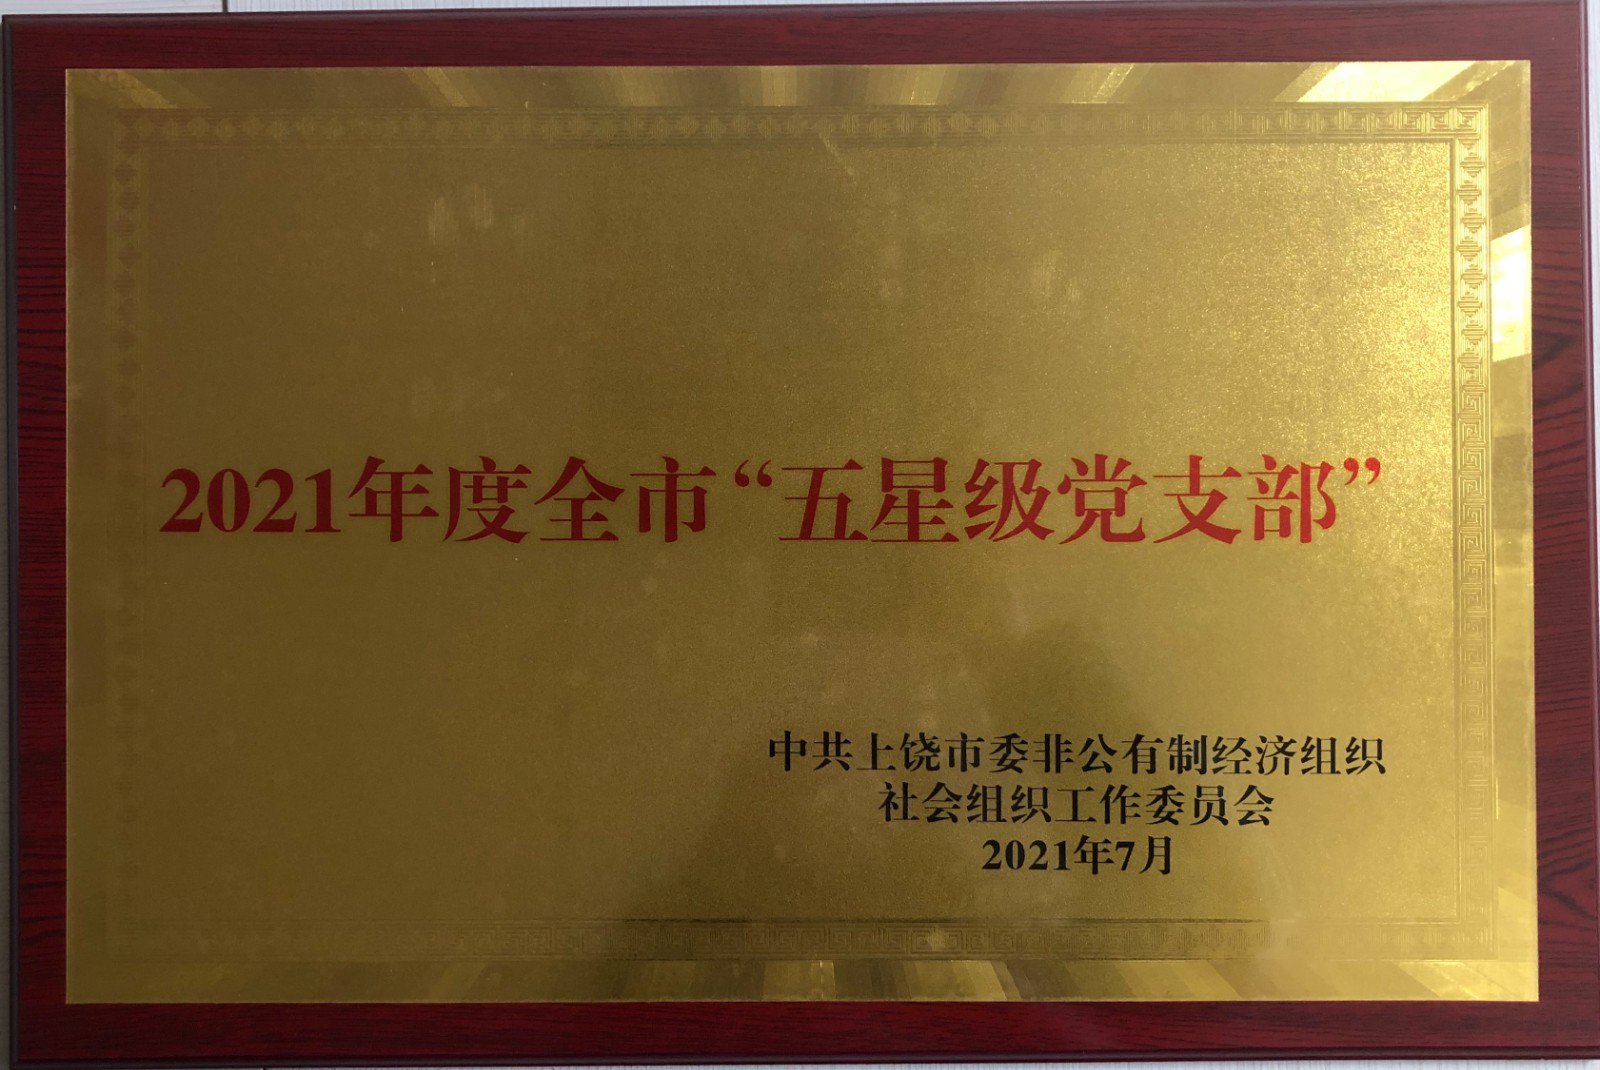 2021年度全市“五星级党支部”
中共上饶市委非公有制经济组织
社会组织工作委员会
2021年7月